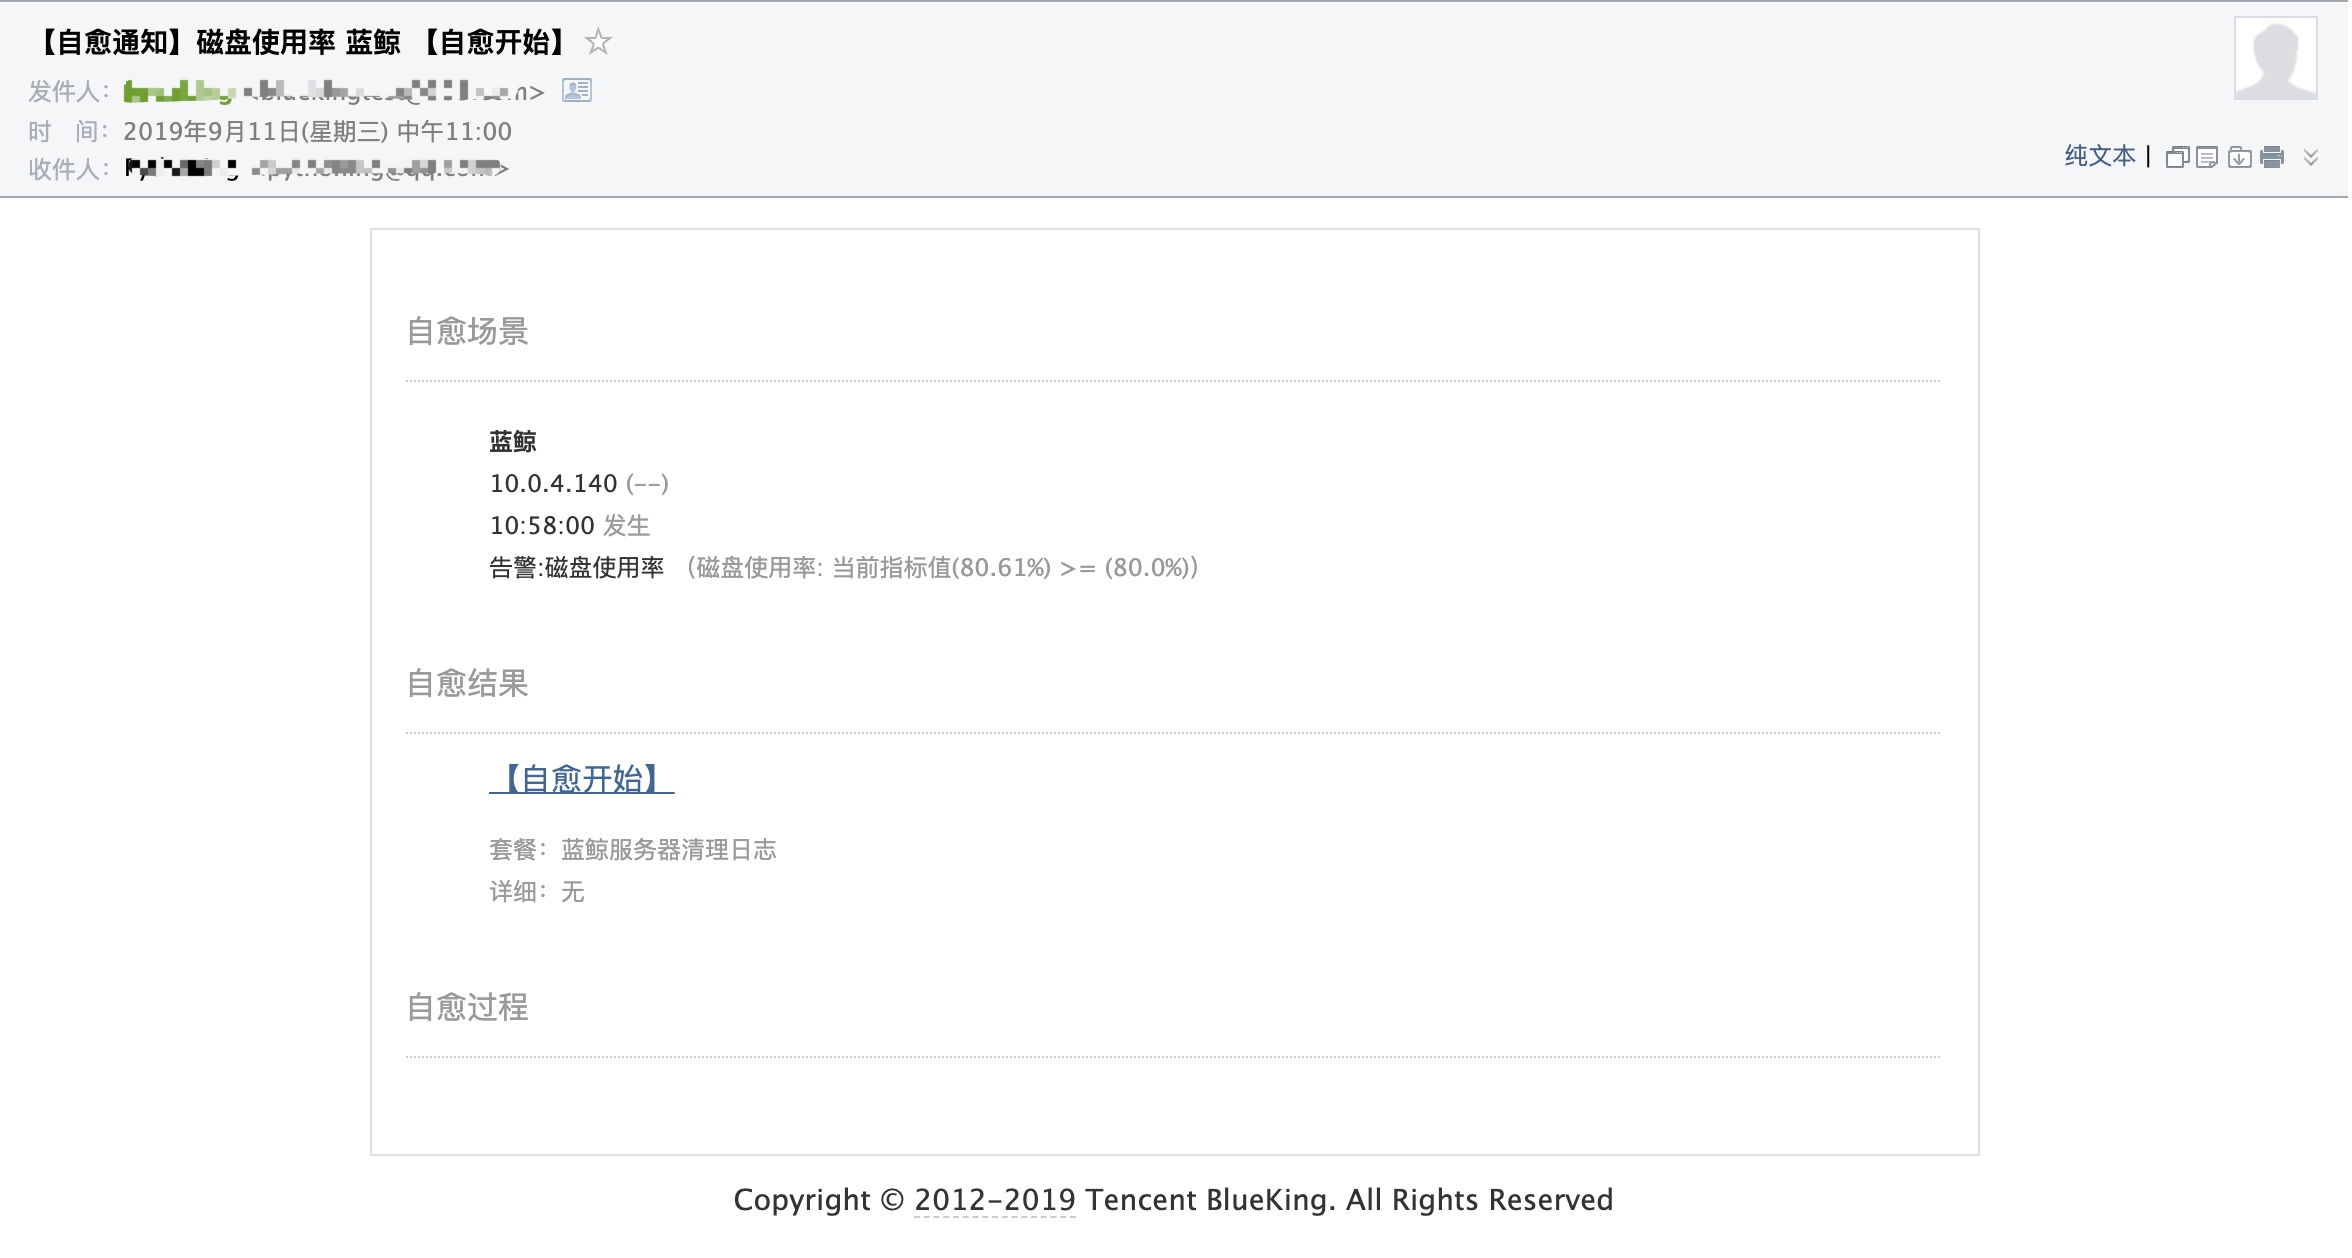 【自愈通知】磁盘使用率 蓝鲸 【自愈开始】
发件人：
时 间： 2019年9月11日(星期三) 中午11:00
收件人：
纯文本 |
自愈场景
蓝鲸
10.0.4.140 (--)
10:58:00 发生
告警:磁盘使用率 （磁盘使用率: 当前指标值(80.61%) >= (80.0%)）
自愈结果
【自愈开始】
套餐： 蓝鲸服务器清理日志
详细： 无
自愈过程
Copyright © 2012-2019 Tencent BlueKing. All Rights Reserved